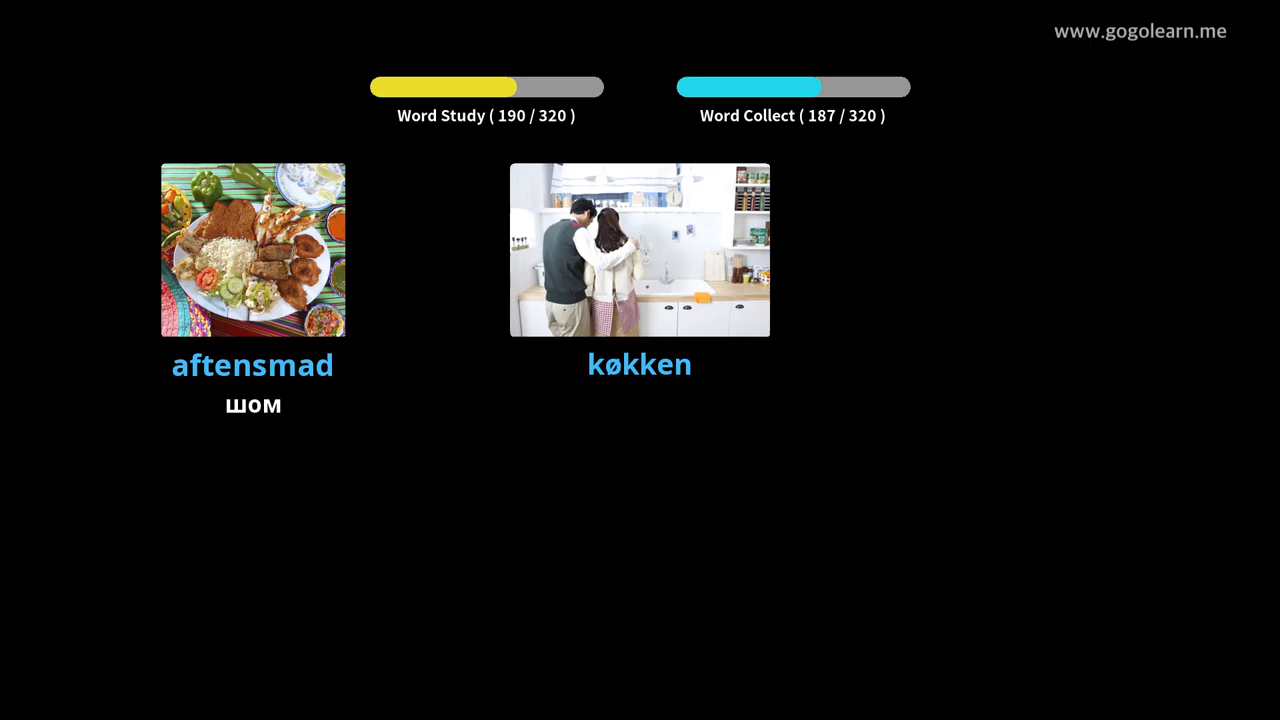 www.gogolearn.me
Word Study ( 190 / 320 )
Word Collect ( 187 / 320 )
aftensmad
шом
køkken